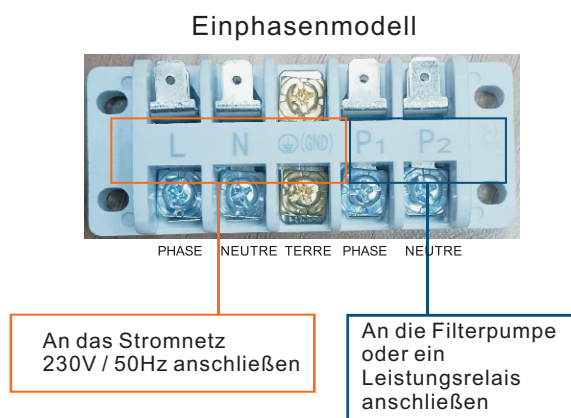 Einphasenmodell
L N (GND) P1 P2
PHASE NEUTRE TERRE PHASE NEUTRE
An das Stromnetz
230V / 50Hz anschließen
An die Filterpumpe
oder ein
Leistungsrelais
anschließen